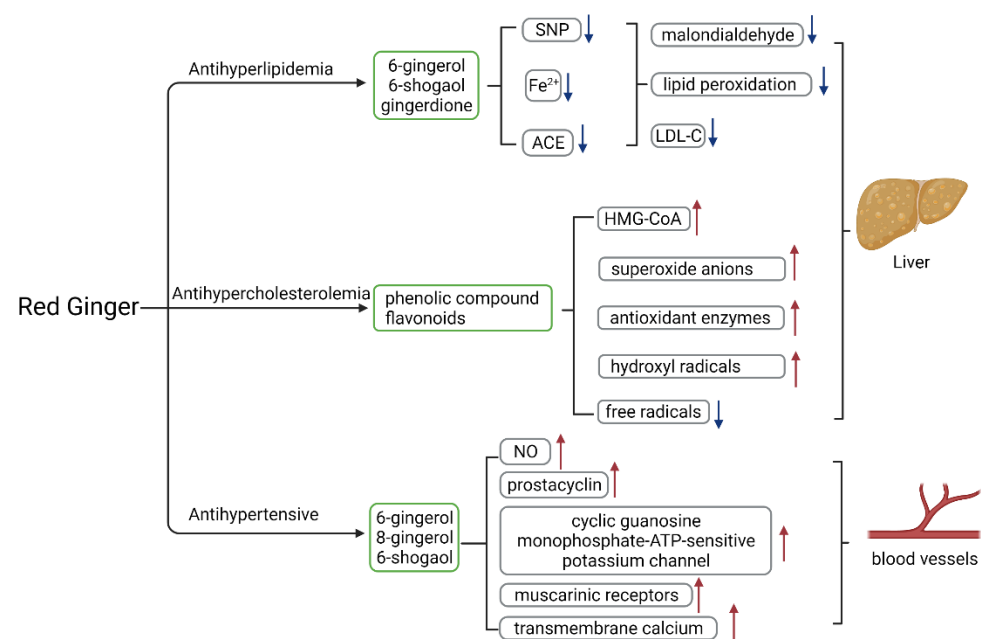 Red Ginger
Antihyperlipidemia
6-gingerol
6-shogaol
gingerdione
SNP
Fe²⁺
ACE
malondialdehyde
lipid peroxidation
LDL-C
Antihypercholesterolemia
phenolic compound
flavonoids
HMG-CoA
superoxide anions
antioxidant enzymes
hydroxyl radicals
free radicals
Liver
Antihypertensive
6-gingerol
8-gingerol
6-shogaol
NO
prostacyclin
cyclic guanosine
monophosphate-ATP-sensitive
potassium channel
muscarinic receptors
transmembrane calcium
blood vessels